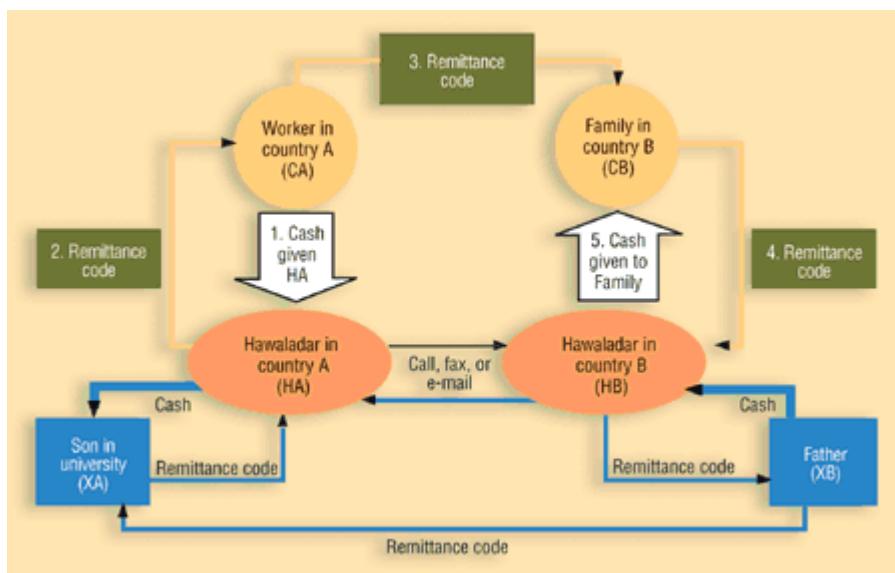 3. Remittance
code
Worker in
country A
(CA)
Family in
country B
(CB)
2. Remittance
code
1. Cash
given
HA
5. Cash
given to
Family
4. Remittance
code
Hawaladar in
country A
(HA)
Call, fax, or
e-mail
Hawaladar in
country B
(HB)
Cash
Cash
Son in
university
(XA)
Remittance code
Remittance code
Father
(XB)
Remittance code